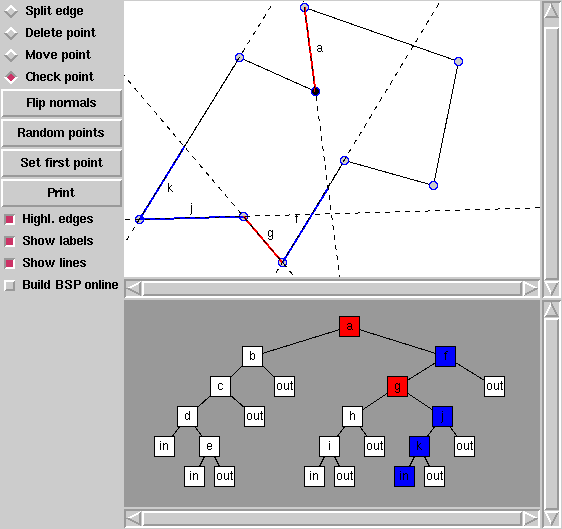 Split edge
Delete point
Move point
Check point
Flip normals
Random points
Set first point
Print
Highl. edges
Show labels
Show lines
Build BSP online
a
k
j
f
g
a
b
f
c
out
g
out
d
out
h
j
in
e
i
out
k
out
in
out
in
out
in
out